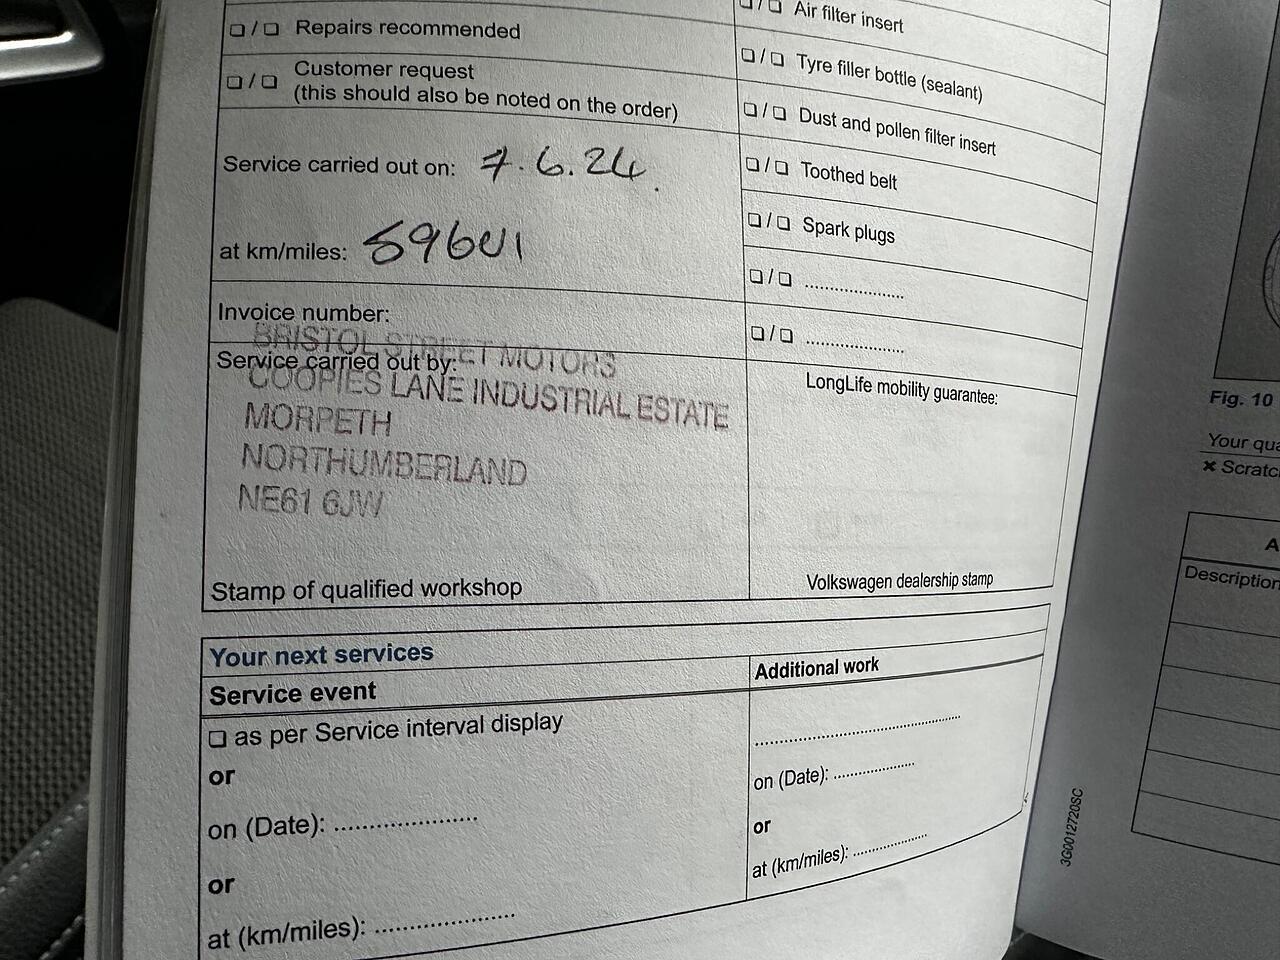 ❏ / ❏ Repairs recommended
❏ / ❏ Customer request
(this should also be noted on the order)
Service carried out on: 7.6.24.
at km/miles:
Invoice number:
Service carried out by:
BRISTOL STREET MOTORS
COOPIES LANE INDUSTRIAL ESTATE
MORPETH
NORTHUMBERLAND
NE61 6JW
Stamp of qualified workshop
❏ / ❏ Air filter insert
❏ / ❏ Tyre filler bottle (sealant)
❏ / ❏ Dust and pollen filter insert
❏ / ❏ Toothed belt
❏ / ❏ Spark plugs
❏ / ❏ ....................
❏ / ❏ ....................
LongLife mobility guarantee:
Volkswagen dealership stamp
Your next services
Service event
❏ as per Service interval display
or
on (Date): ....................
or
at (km/miles): ....................
Additional work
........................................
on (Date): ....................
or
at (km/miles): ....................
3G0012720SC
Fig. 10
Your
✖
Description